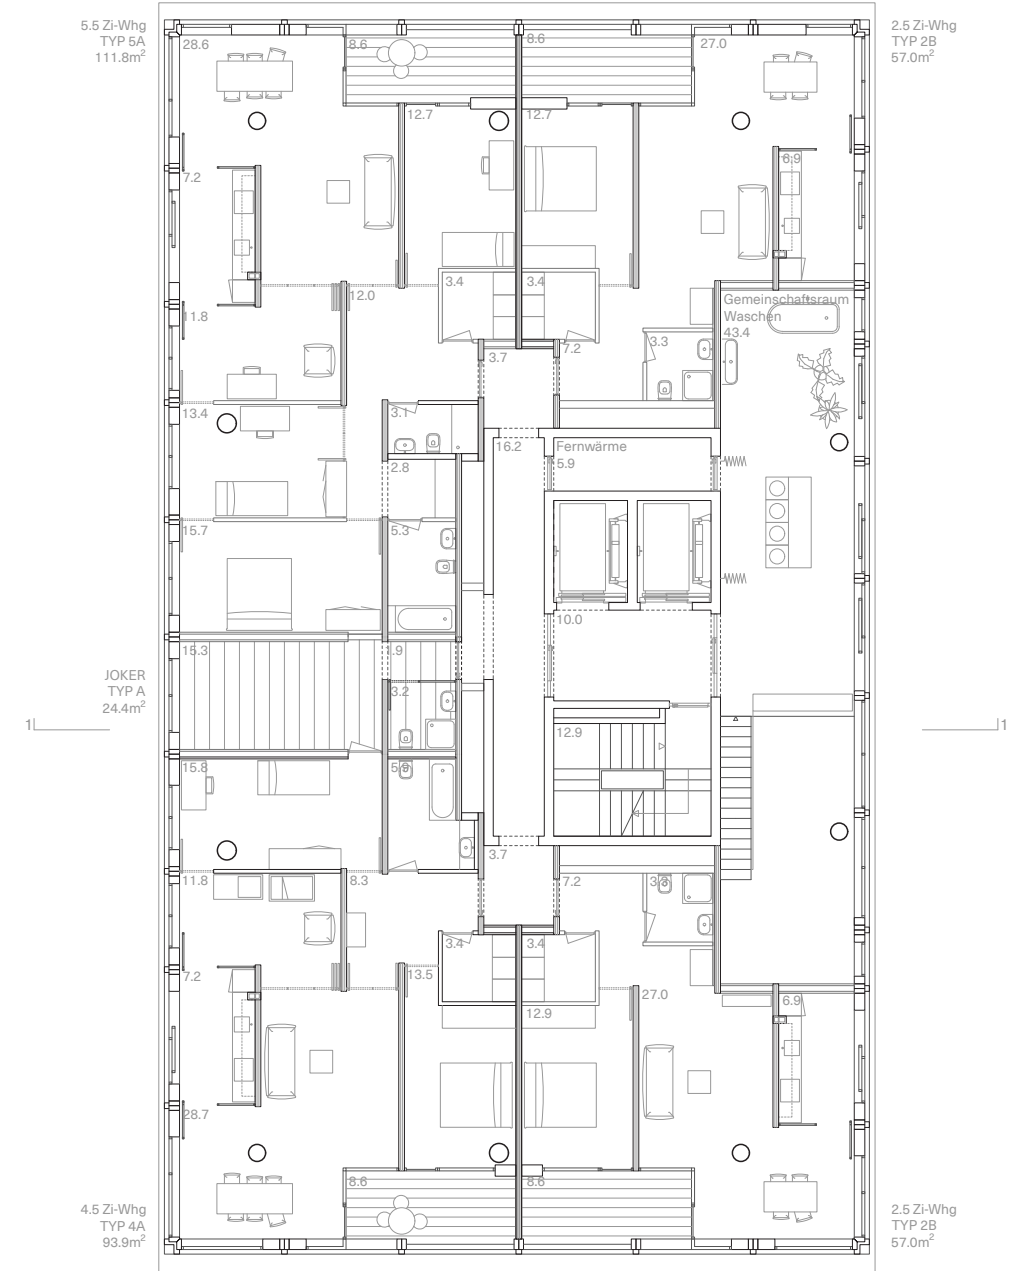 5.5 Zi-Whg
TYP 5A
111.8m²
2.5 Zi-Whg
TYP 2B
57.0m²
28.6
8.6
8.6
27.0
12.7
12.7
6.9
7.2
3.4
3.4
12.0
11.8
Gemeinschaftsraum
Waschen
43.4
3.3
7.2
3.7
13.4
3.1
16.2
Fernwärme
5.9
2.8
15.7
5.3
10.0
15.3
1.9
JOKER
TYP A
24.4m²
3.2
1
1
12.9
15.8
5.9
3.7
11.8
8.3
7.2
3.3
3.4
3.4
7.2
13.5
27.0
6.9
12.9
28.7
8.6
8.6
4.5 Zi-Whg
TYP 4A
93.9m²
2.5 Zi-Whg
TYP 2B
57.0m²